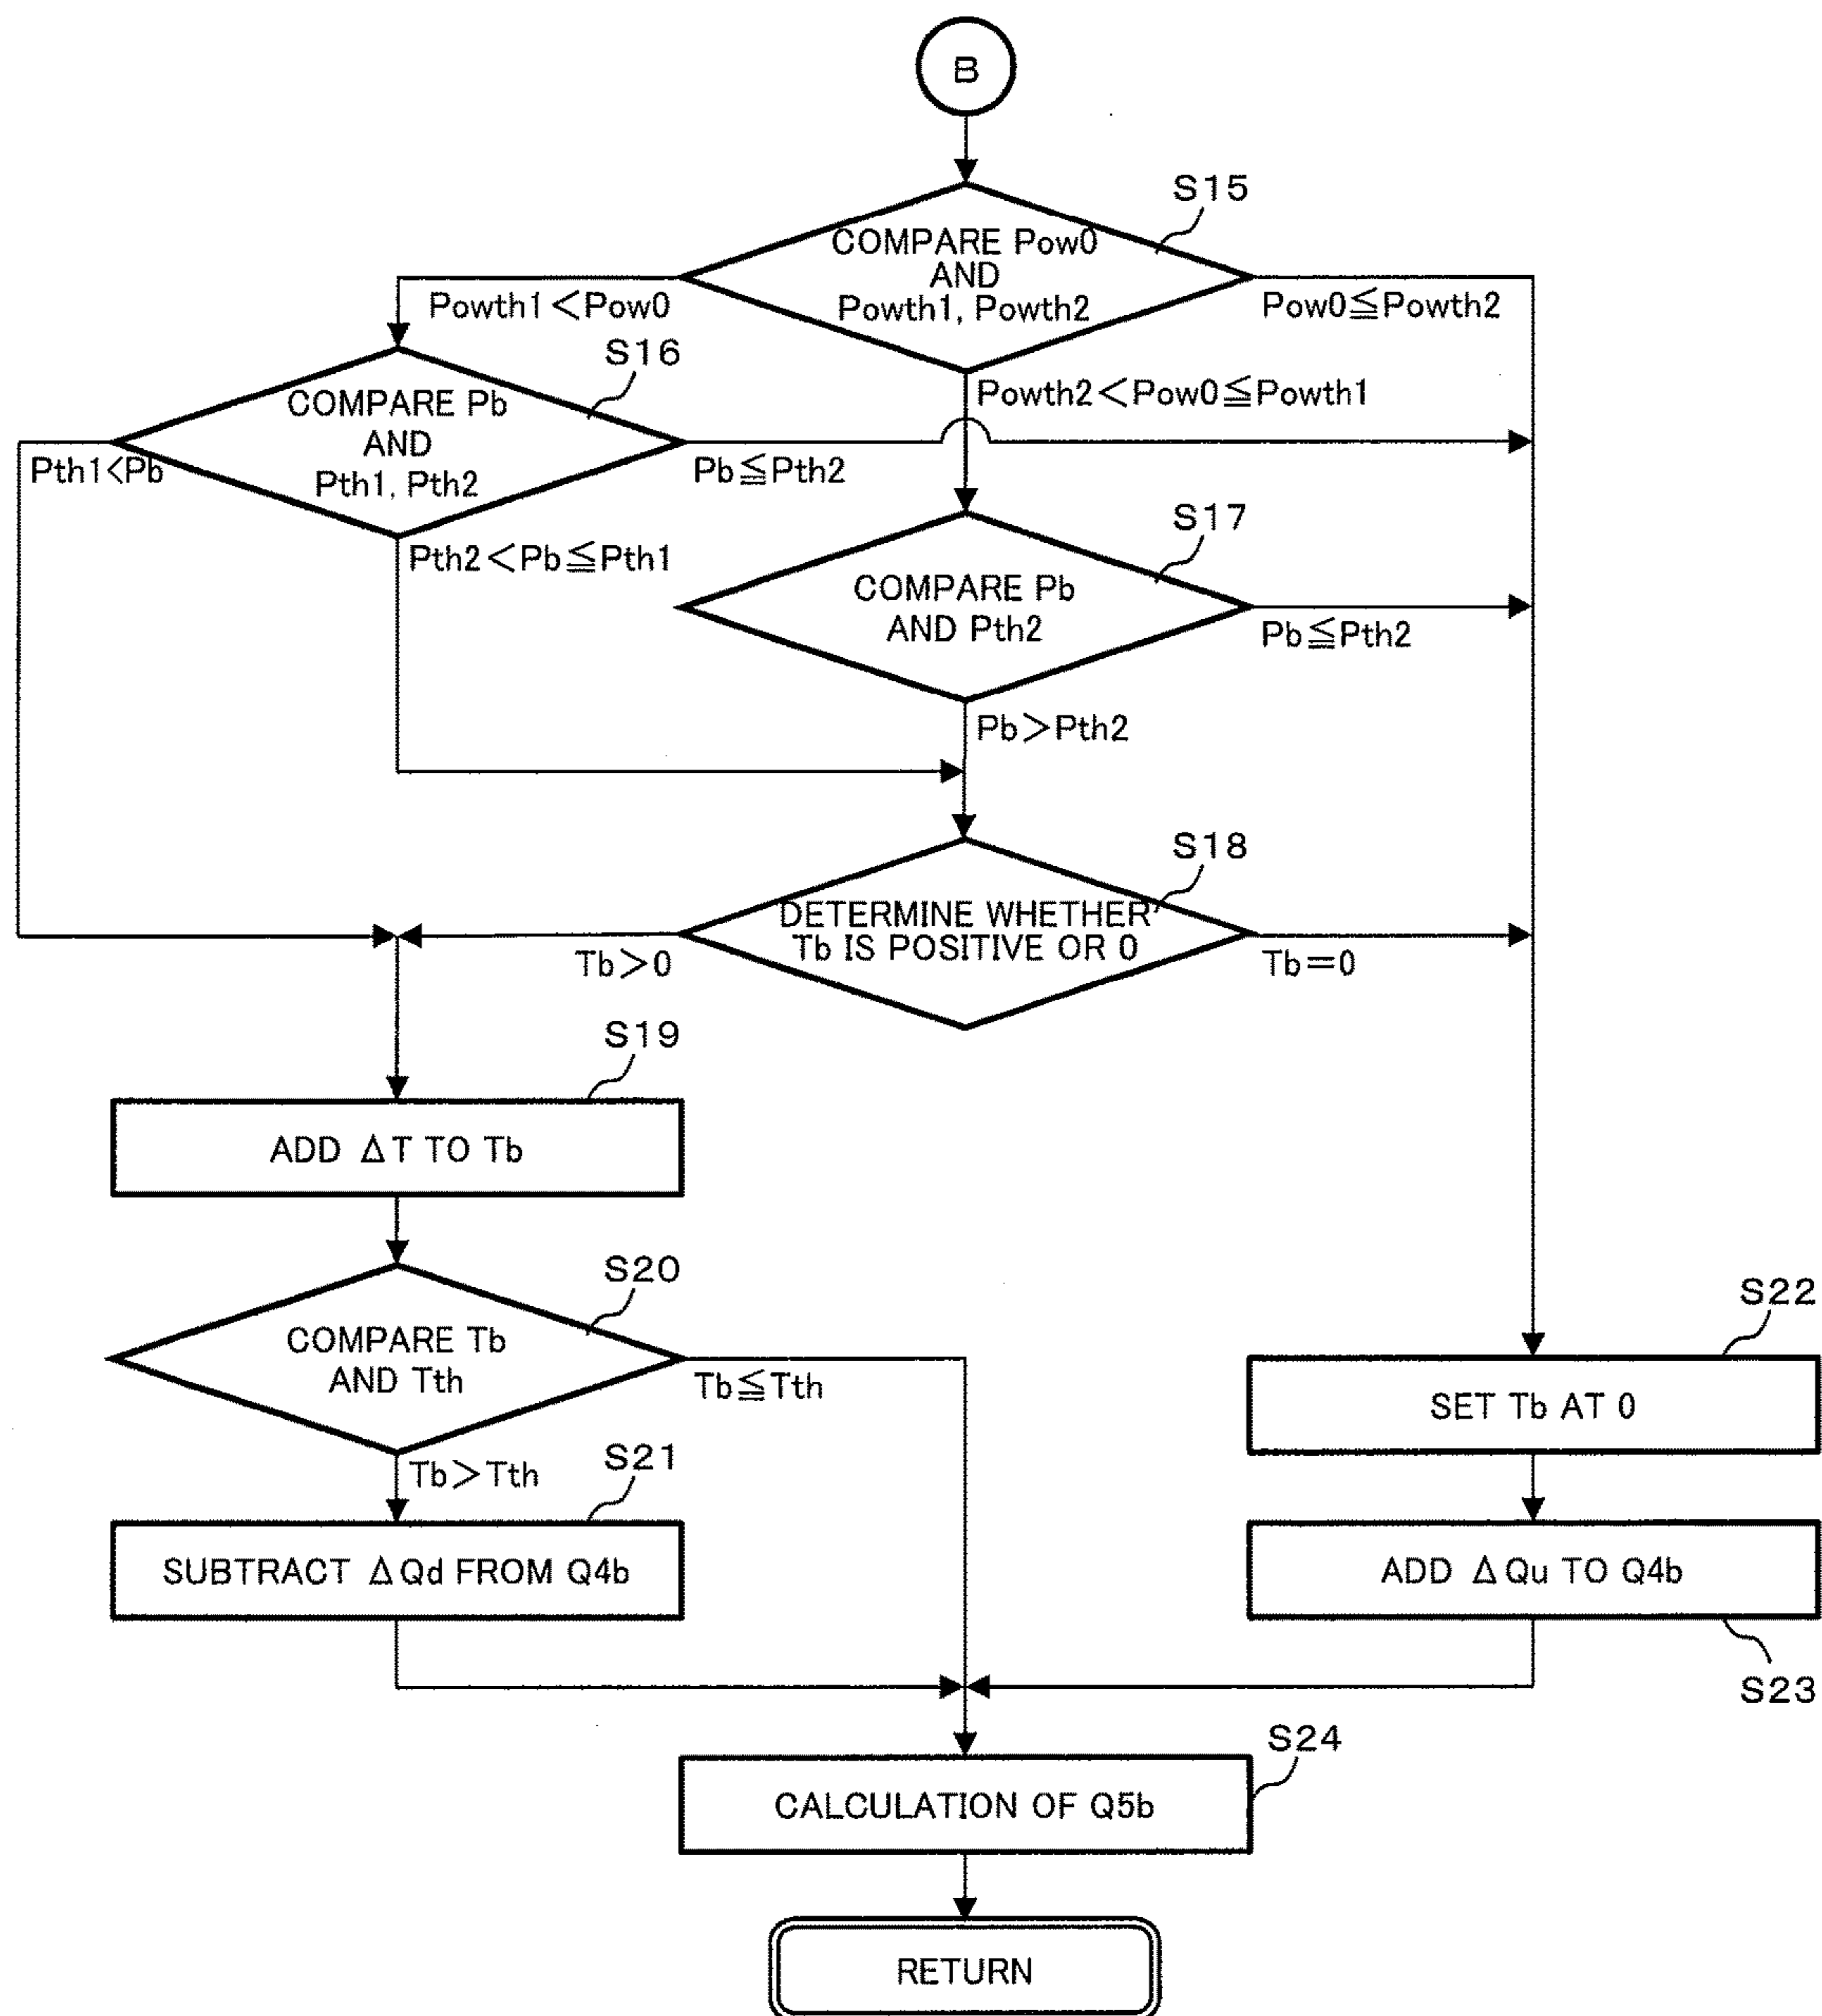 B
S15
COMPARE Pow0
AND
Powth1, Powth2
Powth1<Pow0
Pow0≦Powth2
S16
Powth2<Pow0≦Powth1
COMPARE Pb
AND
Pth1, Pth2
Pth1<Pb
Pb≦Pth2
S17
Pth2<Pb≦Pth1
COMPARE Pb
AND Pth2
Pb≦Pth2
Pb>Pth2
S18
DETERMINE WHETHER
Tb IS POSITIVE OR 0
Tb>0
Tb=0
S19
ADD ΔT TO Tb
S20
COMPARE Tb
AND Tth
Tb≦Tth
S22
SET Tb AT 0
Tb>Tth
S21
SUBTRACT ΔQd FROM Q4b
ADD ΔQu TO Q4b
S23
S24
CALCULATION OF Q5b
RETURN